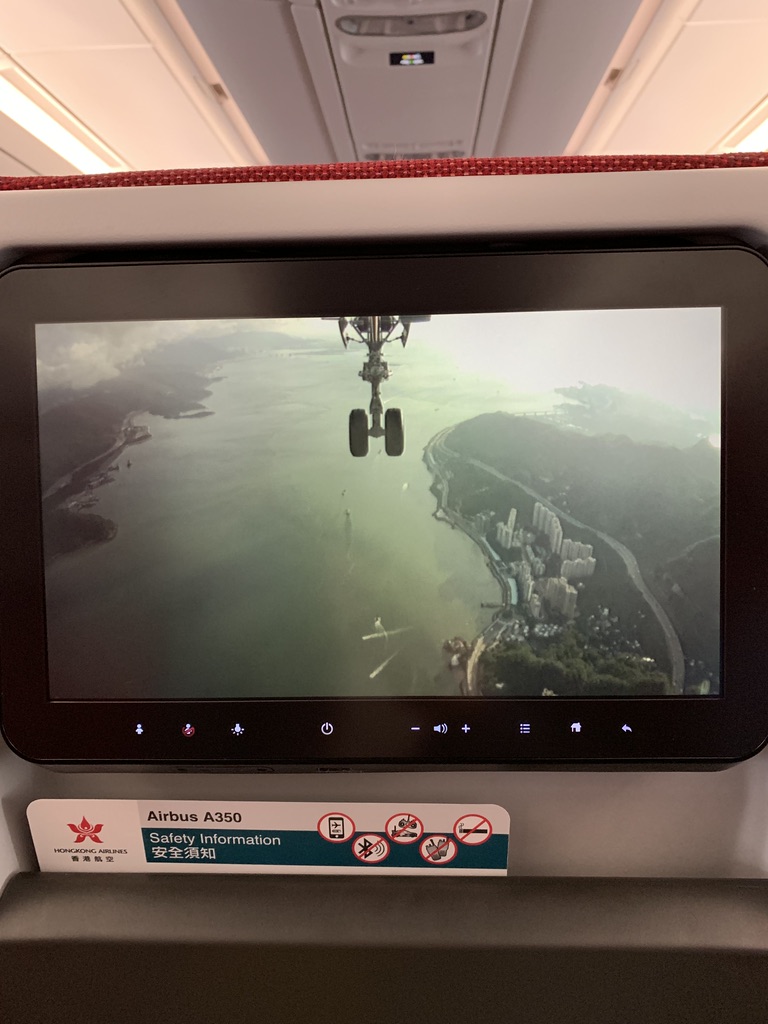 Airbus A350
Safety Information
安全須知
HONGKONG AIRLINES
香港航空